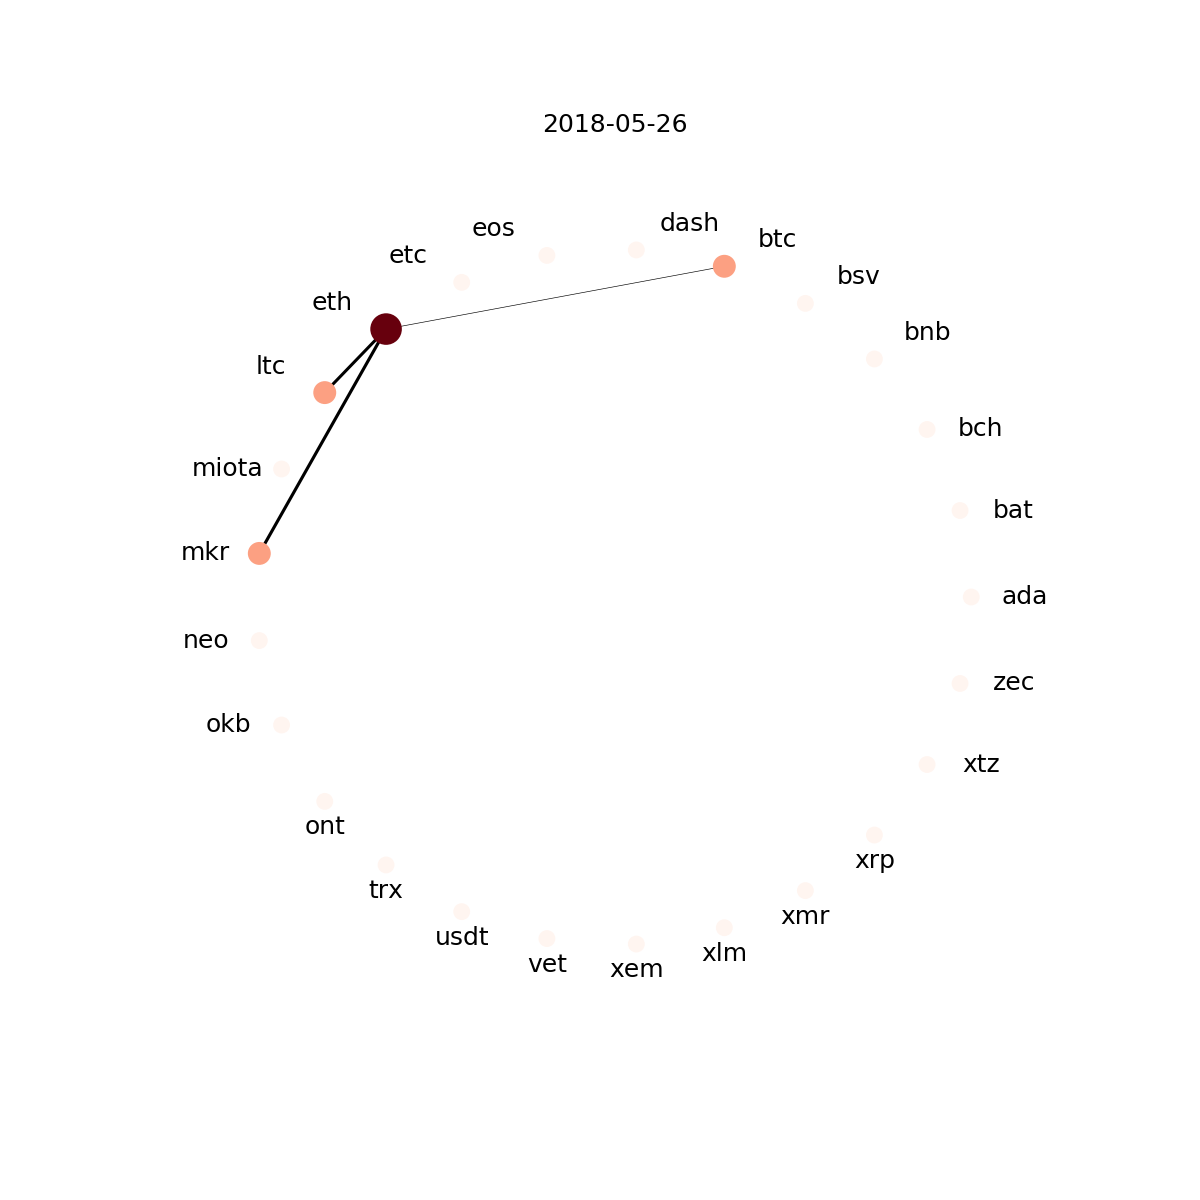 2018-05-26
dash
eos
btc
etc
bsv
eth
bnb
ltc
bch
miota
bat
mkr
ada
neo
zec
okb
xtz
ont
xrp
trx
xmr
usdt
xlm
vet
xem